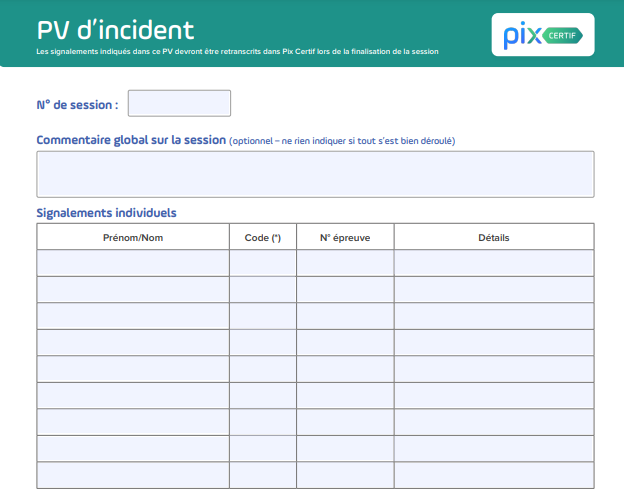 PV d'incident
Les signalements indiqués dans ce PV devront être retranscrits dans Pix Certif lors de la finalisation de la session
pix CERTIF
N° de session :
Commentaire global sur la session (optionnel – ne rien indiquer si tout s'est bien déroulé)
Signalements individuels
Prénom/Nom Code (*) N° épreuve Détails